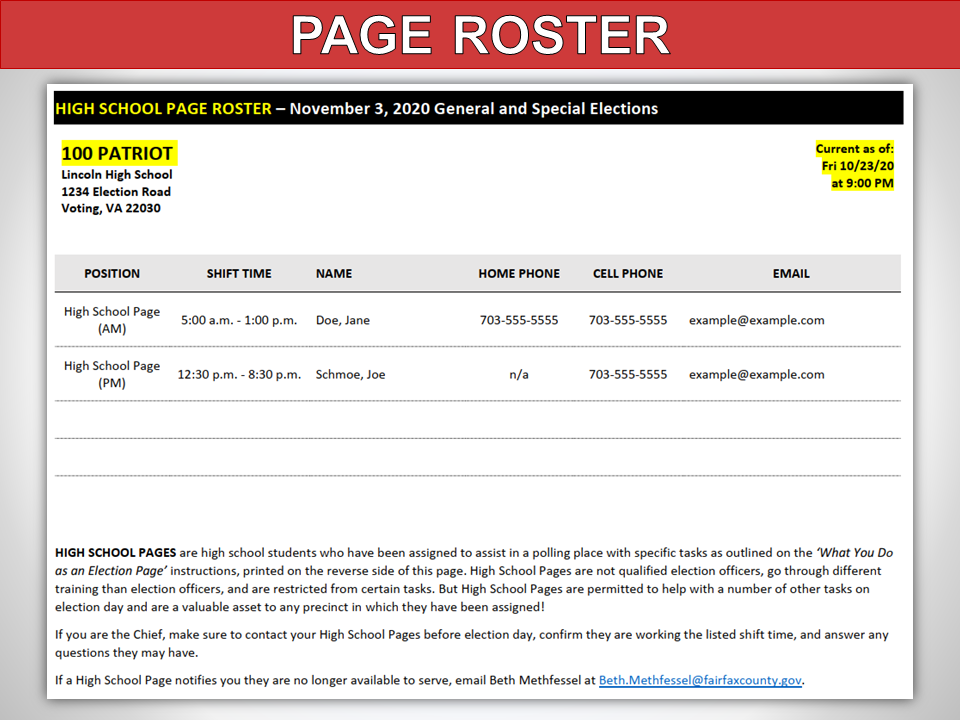 PAGE ROSTER
HIGH SCHOOL PAGE ROSTER – November 3, 2020 General and Special Elections
100 PATRIOT
Lincoln High School
1234 Election Road
Voting, VA 22030
Current as of:
Fri 10/23/20
at 9:00 PM
POSITION SHIFT TIME NAME HOME PHONE CELL PHONE EMAIL
High School Page
(AM)
5:00 a.m. - 1:00 p.m. Doe, Jane 703-555-5555 703-555-5555 example@example.com
High School Page
(PM)
12:30 p.m. - 8:30 p.m. Schmoe, Joe n/a 703-555-5555 example@example.com
HIGH SCHOOL PAGES are high school students who have been assigned to assist in a polling place with specific tasks as outlined on the ‘What You Do
as an Election Page’ instructions, printed on the reverse side of this page. High School Pages are not qualified election officers, go through different
training than election officers, and are restricted from certain tasks. But High School Pages are permitted to help with a number of other tasks on
election day and are a valuable asset to any precinct in which they have been assigned!
If you are the Chief, make sure to contact your High School Pages before election day, confirm they are working the listed shift time, and answer any
questions they may have.
If a High School Page notifies you they are no longer available to serve, email Beth Methfessel at Beth.Methfessel@fairfaxcounty.gov.